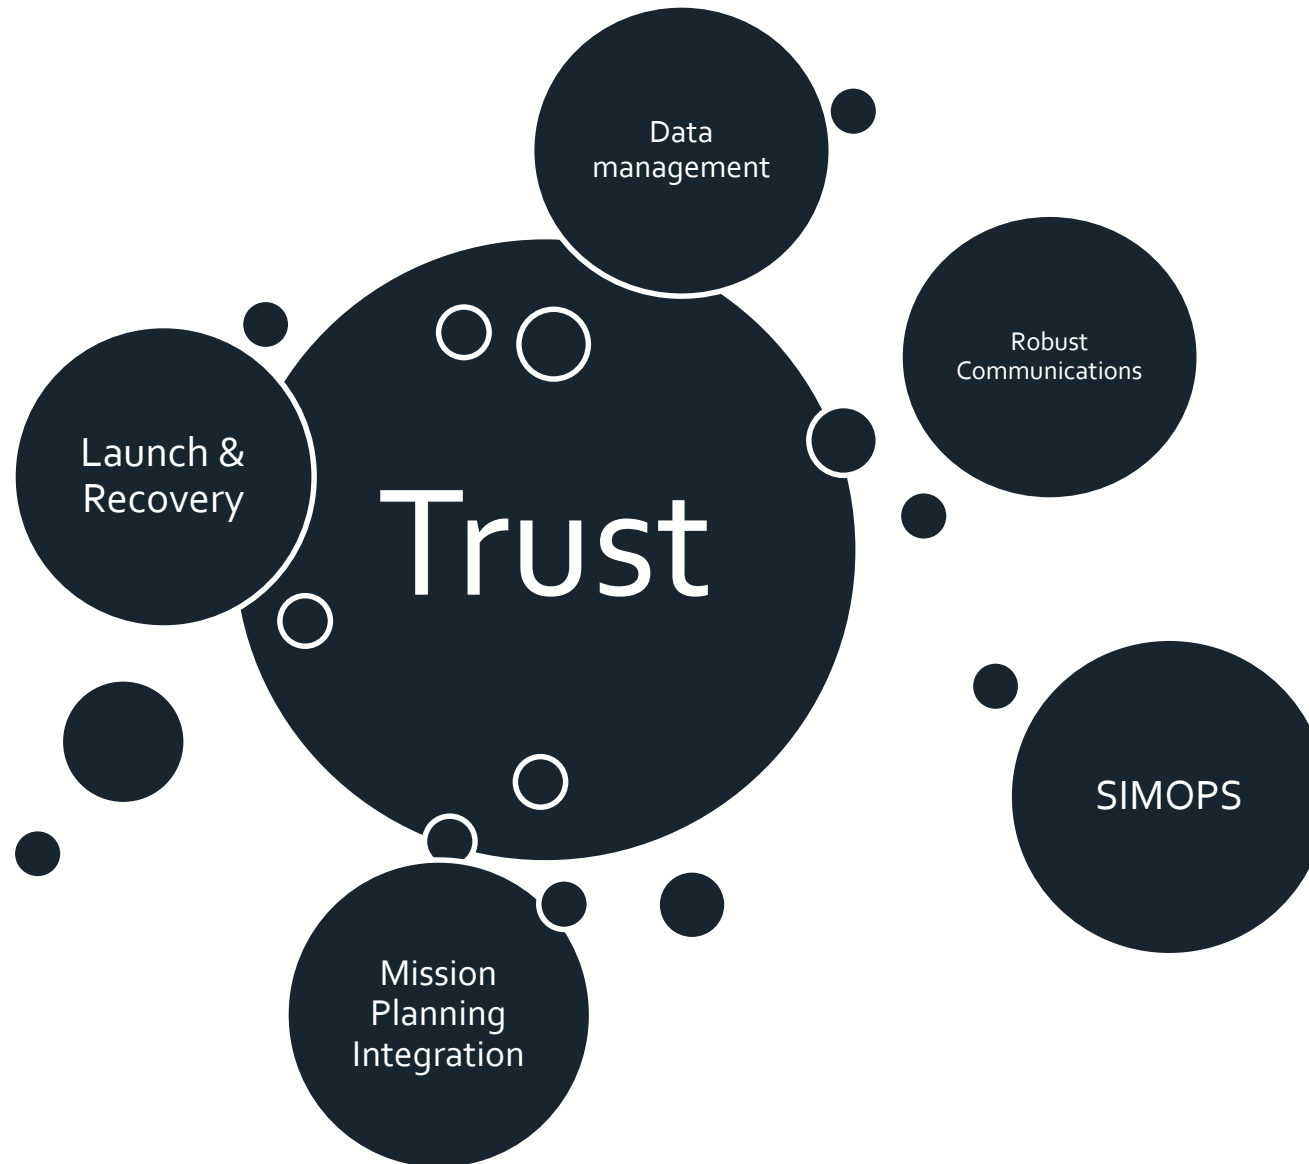 Data
management
Robust
Communications
Launch &
Recovery
Trust
SIMOPS
Mission
Planning
Integration